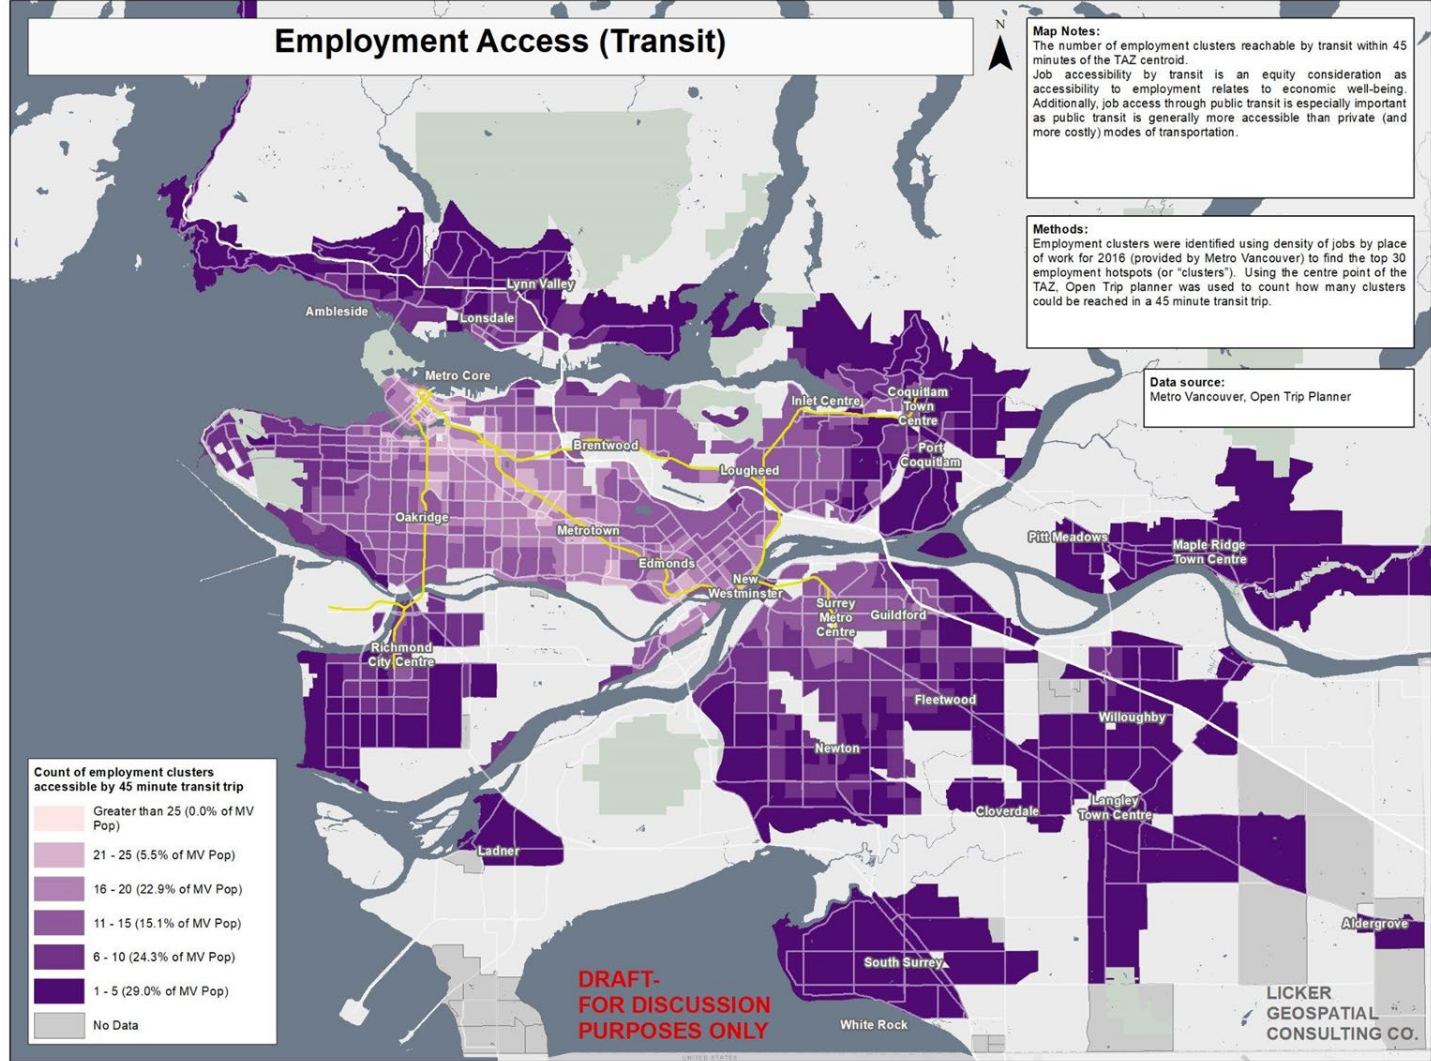 Employment Access (Transit)
N
Map Notes:
The number of employment clusters reachable by transit within 45
minutes of the TAZ centroid.
Job accessibility by transit is an equity consideration as
accessibility to employment relates to economic well-being.
Additionally, job access through public transit is especially important
as public transit is generally more accessible than private (and
more costly) modes of transportation.
Methods:
Employment clusters were identified using density of jobs by place
of work for 2016 (provided by Metro Vancouver) to find the top 30
employment hotspots (or “clusters”). Using the centre point of the
TAZ, Open Trip planner was used to count how many clusters
could be reached in a 45 minute transit trip.
Data source:
Metro Vancouver, Open Trip Planner
Lynn Valley
Ambleside
Lonsdale
Metro Core
Inlet Centre
Coquitlam
Town
Centre
Brentwood
Port
Coquitlam
Lougheed
Oakridge
Metrotown
Pitt Meadows
Maple Ridge
Town Centre
Edmonds
New
Westminster
Surrey
Metro
Centre
Guildford
Richmond
City Centre
Fleetwood
Willoughby
Newton
Cloverdale
Langley
Town Centre
Ladner
Aldergrove
South Surrey
White Rock
Count of employment clusters
accessible by 45 minute transit trip
Greater than 25 (0.0% of MV
Pop)
21 - 25 (5.5% of MV Pop)
16 - 20 (22.9% of MV Pop)
11 - 15 (15.1% of MV Pop)
6 - 10 (24.3% of MV Pop)
1 - 5 (29.0% of MV Pop)
No Data
DRAFT-
FOR DISCUSSION
PURPOSES ONLY
LICKER
GEOSPATIAL
CONSULTING CO.
UNITED STATES